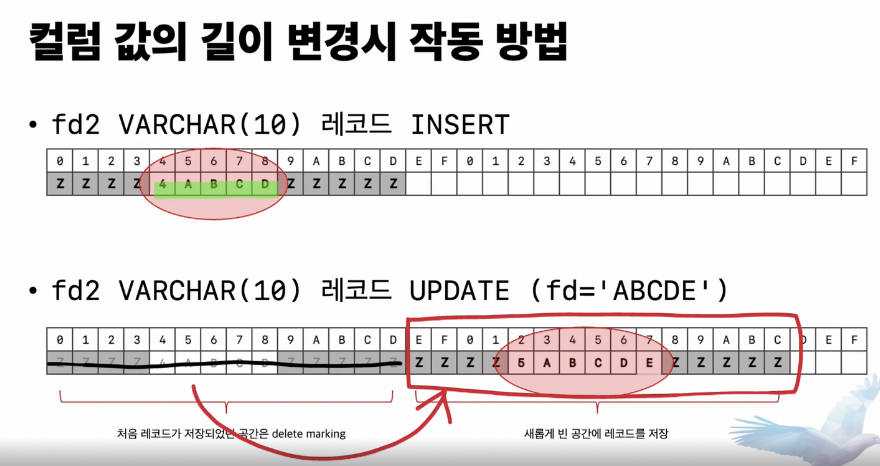 컬럼 값의 길이 변경시 작동 방법
• fd2 VARCHAR(10) 레코드 INSERT
0 1 2 3 4 5 6 7 8 9 A B C D E F 0 1 2 3 4 5 6 7 8 9 A B C D E F
Z Z Z Z 4 A B C D Z Z Z Z Z
• fd2 VARCHAR(10) 레코드 UPDATE (fd='ABCDE')
0 1 2 3 4 5 6 7 8 9 A B C D E F 0 1 2 3 4 5 6 7 8 9 A B C D E F
Z Z Z Z 4 A B C D Z Z Z Z Z Z Z Z Z 5 A B C D E Z Z Z Z Z
처음 레코드가 저장되었던 공간은 delete marking
새롭게 빈 공간에 레코드를 저장